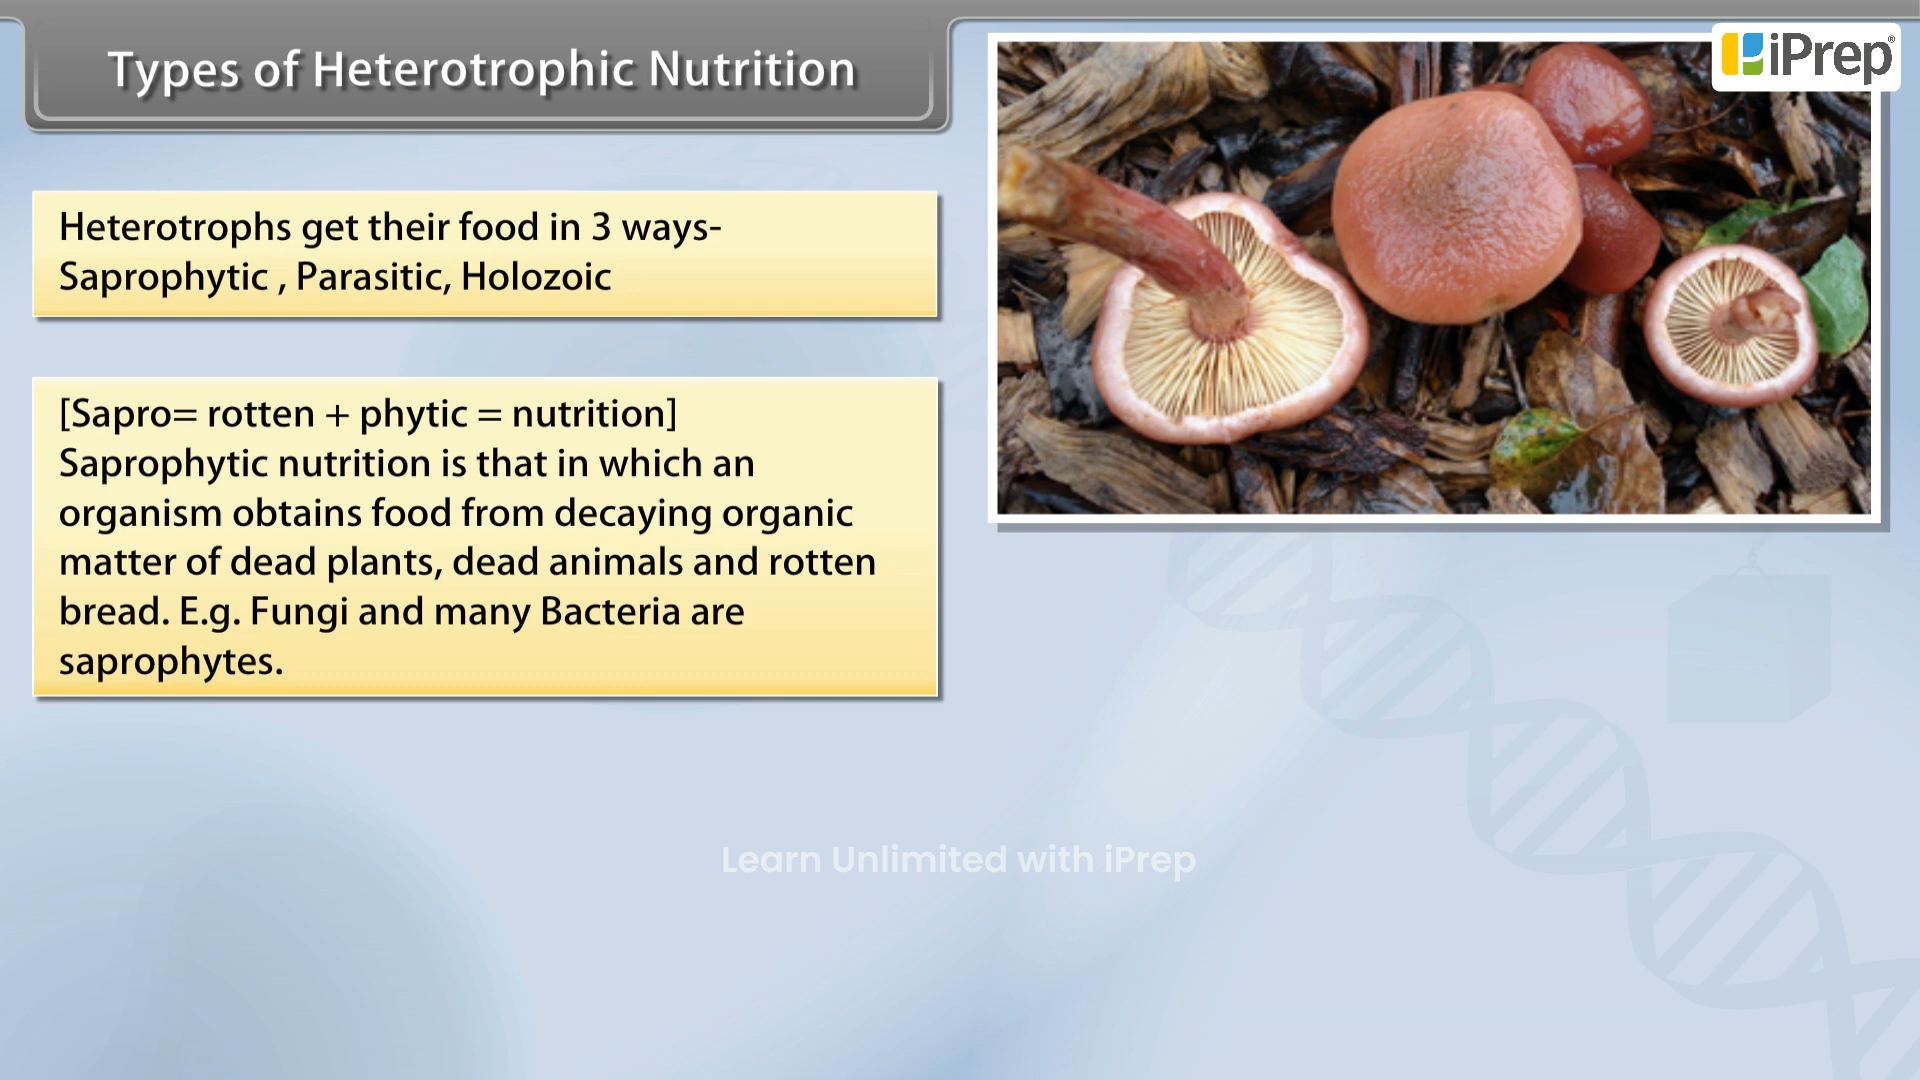 Types of Heterotrophic Nutrition
iPrep®
Heterotrophs get their food in 3 ways-
Saprophytic , Parasitic, Holozoic
[Sapro= rotten + phytic = nutrition]
Saprophytic nutrition is that in which an
organism obtains food from decaying organic
matter of dead plants, dead animals and rotten
bread. E.g. Fungi and many Bacteria are
saprophytes.
Learn Unlimited with iPrep